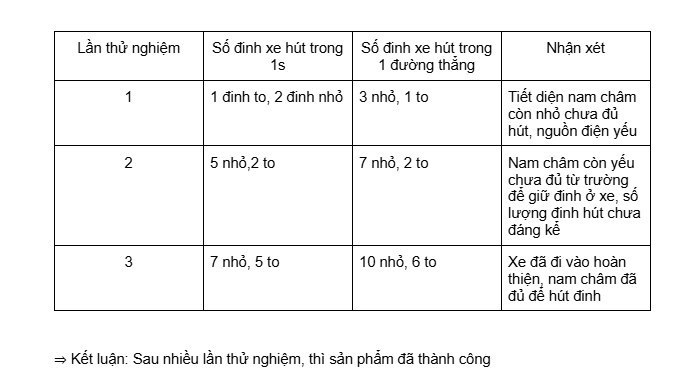 Lần thử nghiệm
Số đinh xe hút trong
1s
Số đinh xe hút trong
1 đường thẳng
Nhận xét
1
1 đinh to, 2 đinh nhỏ
3 nhỏ, 1 to
Tiết diện nam châm
còn nhỏ chưa đủ
hút, nguồn điện yếu
2
5 nhỏ,2 to
7 nhỏ, 2 to
Nam châm còn yếu
chưa đủ từ trường
để giữ đinh ở xe, số
lượng đinh hút chưa
đáng kể
3
7 nhỏ, 5 to
10 nhỏ, 6 to
Xe đã đi vào hoàn
thiện, nam châm đã
đủ để hút đinh
⇒ Kết luận: Sau nhiều lần thử nghiệm, thì sản phẩm đã thành công